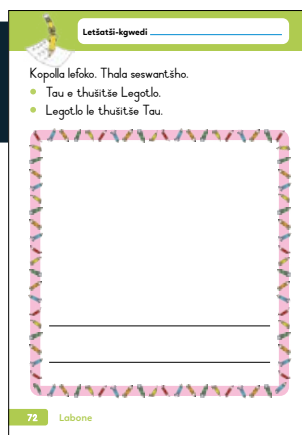 Letšatši-kgwedi
Kopolla lefoko. Thala seswantšho.
• Tau e thušitše Legotlo.
• Legotlo le thušitše Tau.
72 Labone